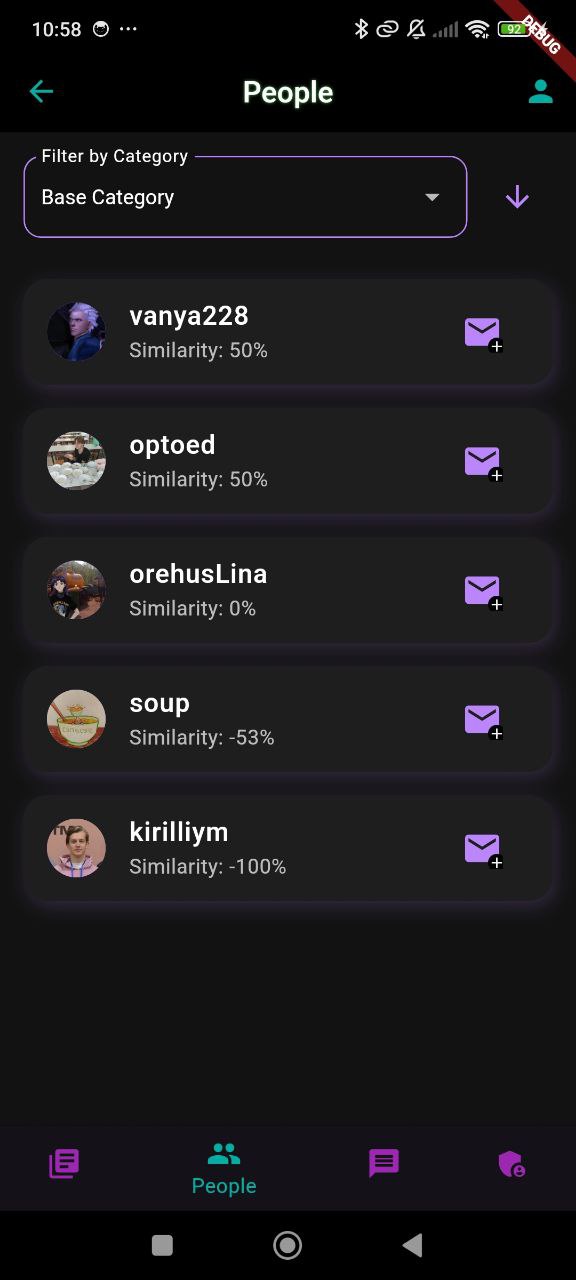 10:58
92
DEBUG
People
Filter by Category
Base Category
vanya228
Similarity: 50%
optoed
Similarity: 50%
orehusLina
Similarity: 0%
soup
Similarity: -53%
kirilliym
Similarity: -100%
People